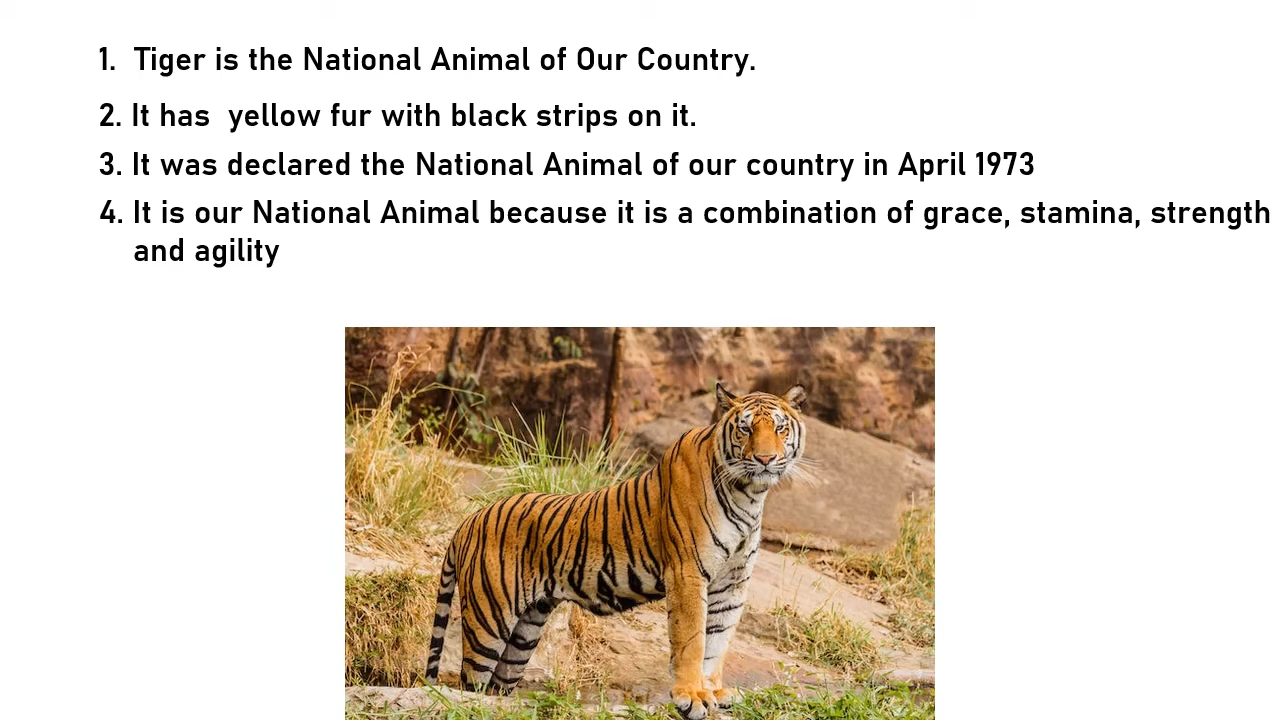 1. Tiger is the National Animal of Our Country.
2. It has yellow fur with black strips on it.
3. It was declared the National Animal of our country in April 1973
4. It is our National Animal because it is a combination of grace, stamina, strength
and agility